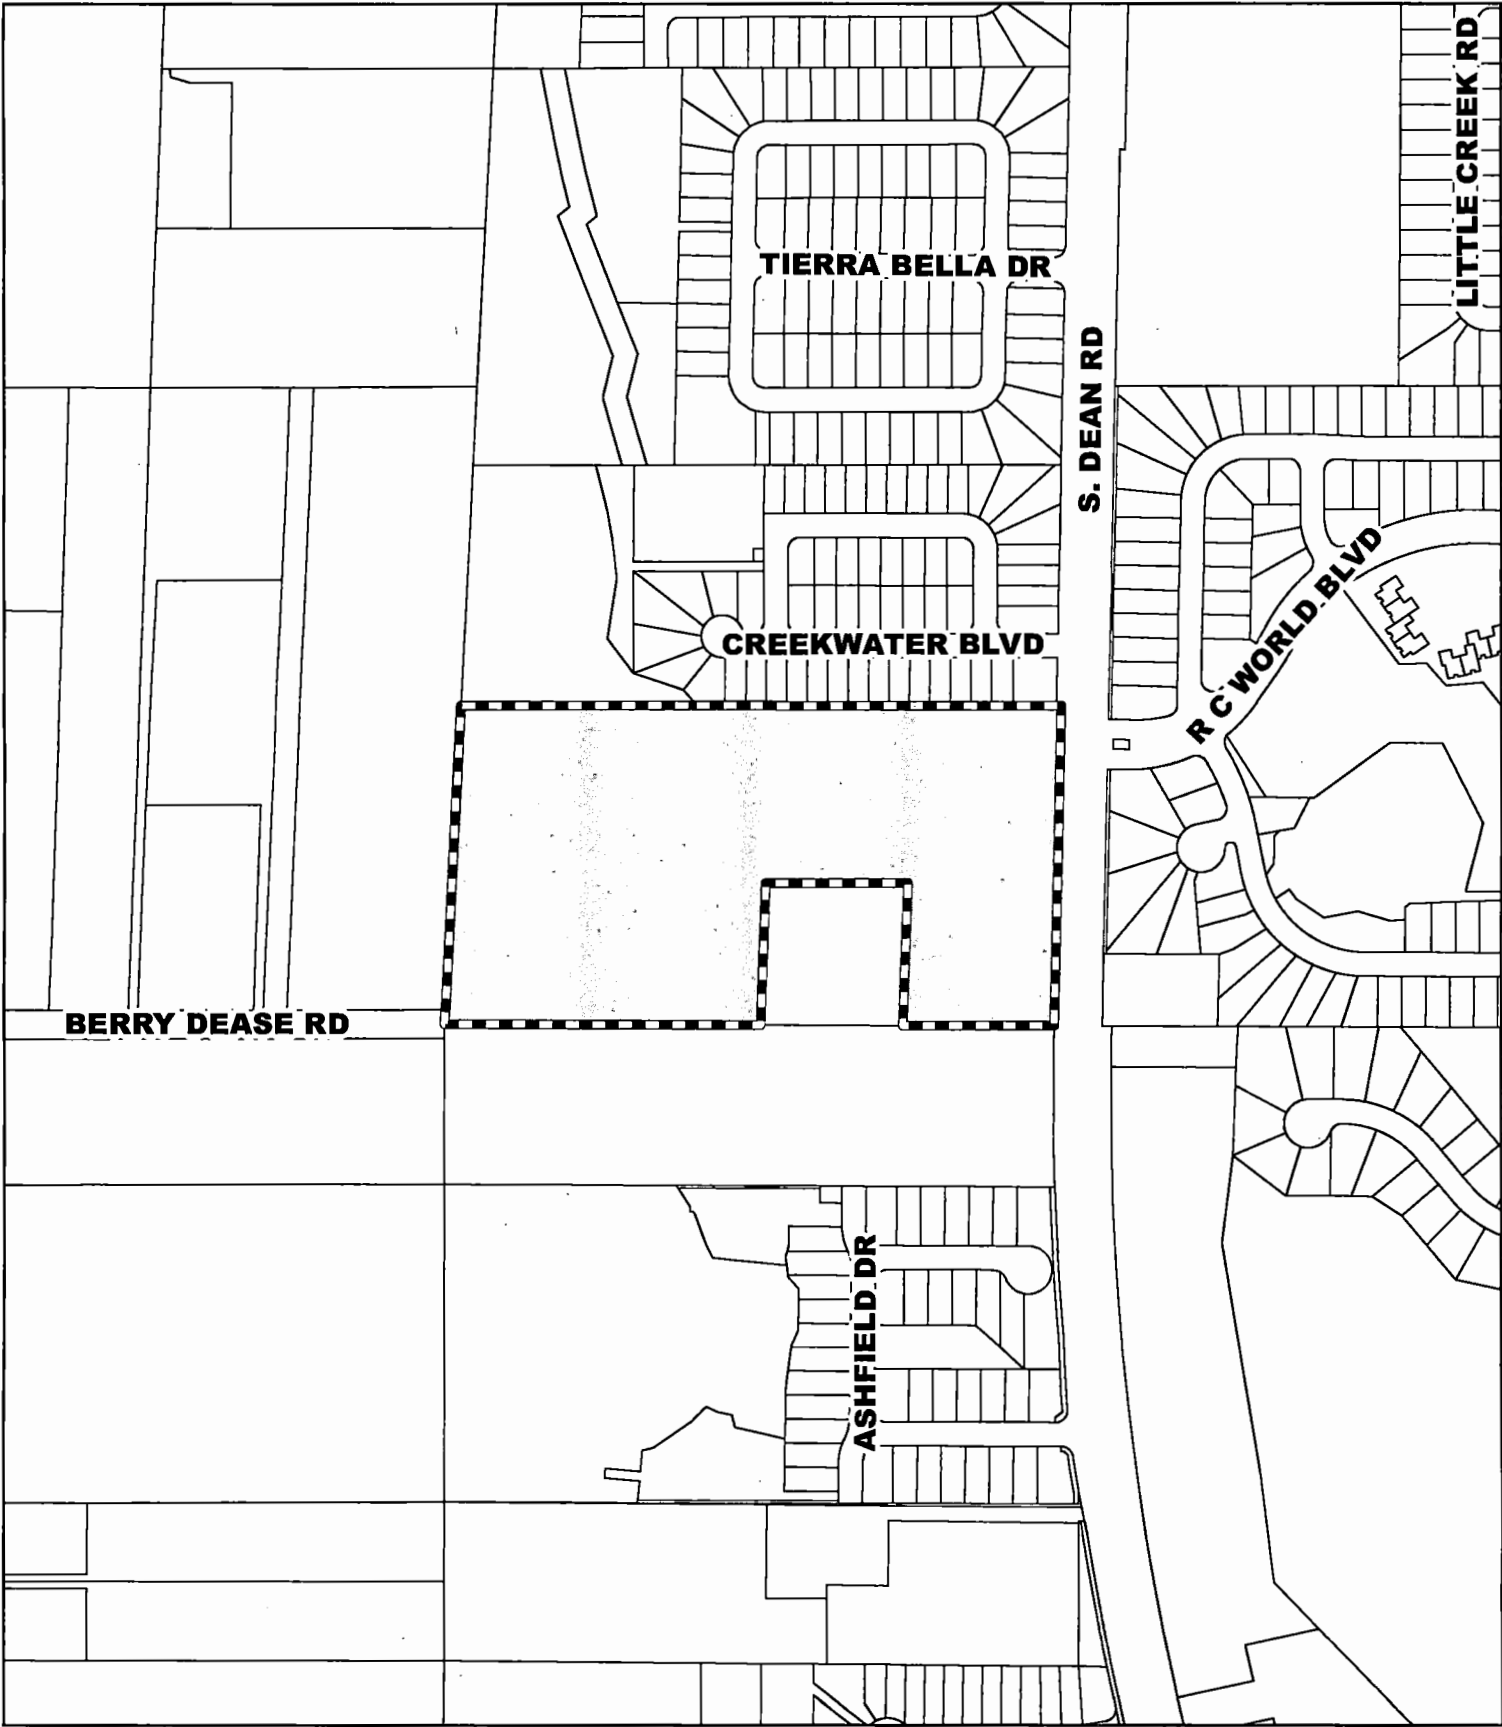 LITTLE CREEK RD
TIERRA BELLA DR
S. DEAN RD
R C WORLD BLVD
CREEKWATER BLVD
BERRY DEASE RD
ASHFIELD DR